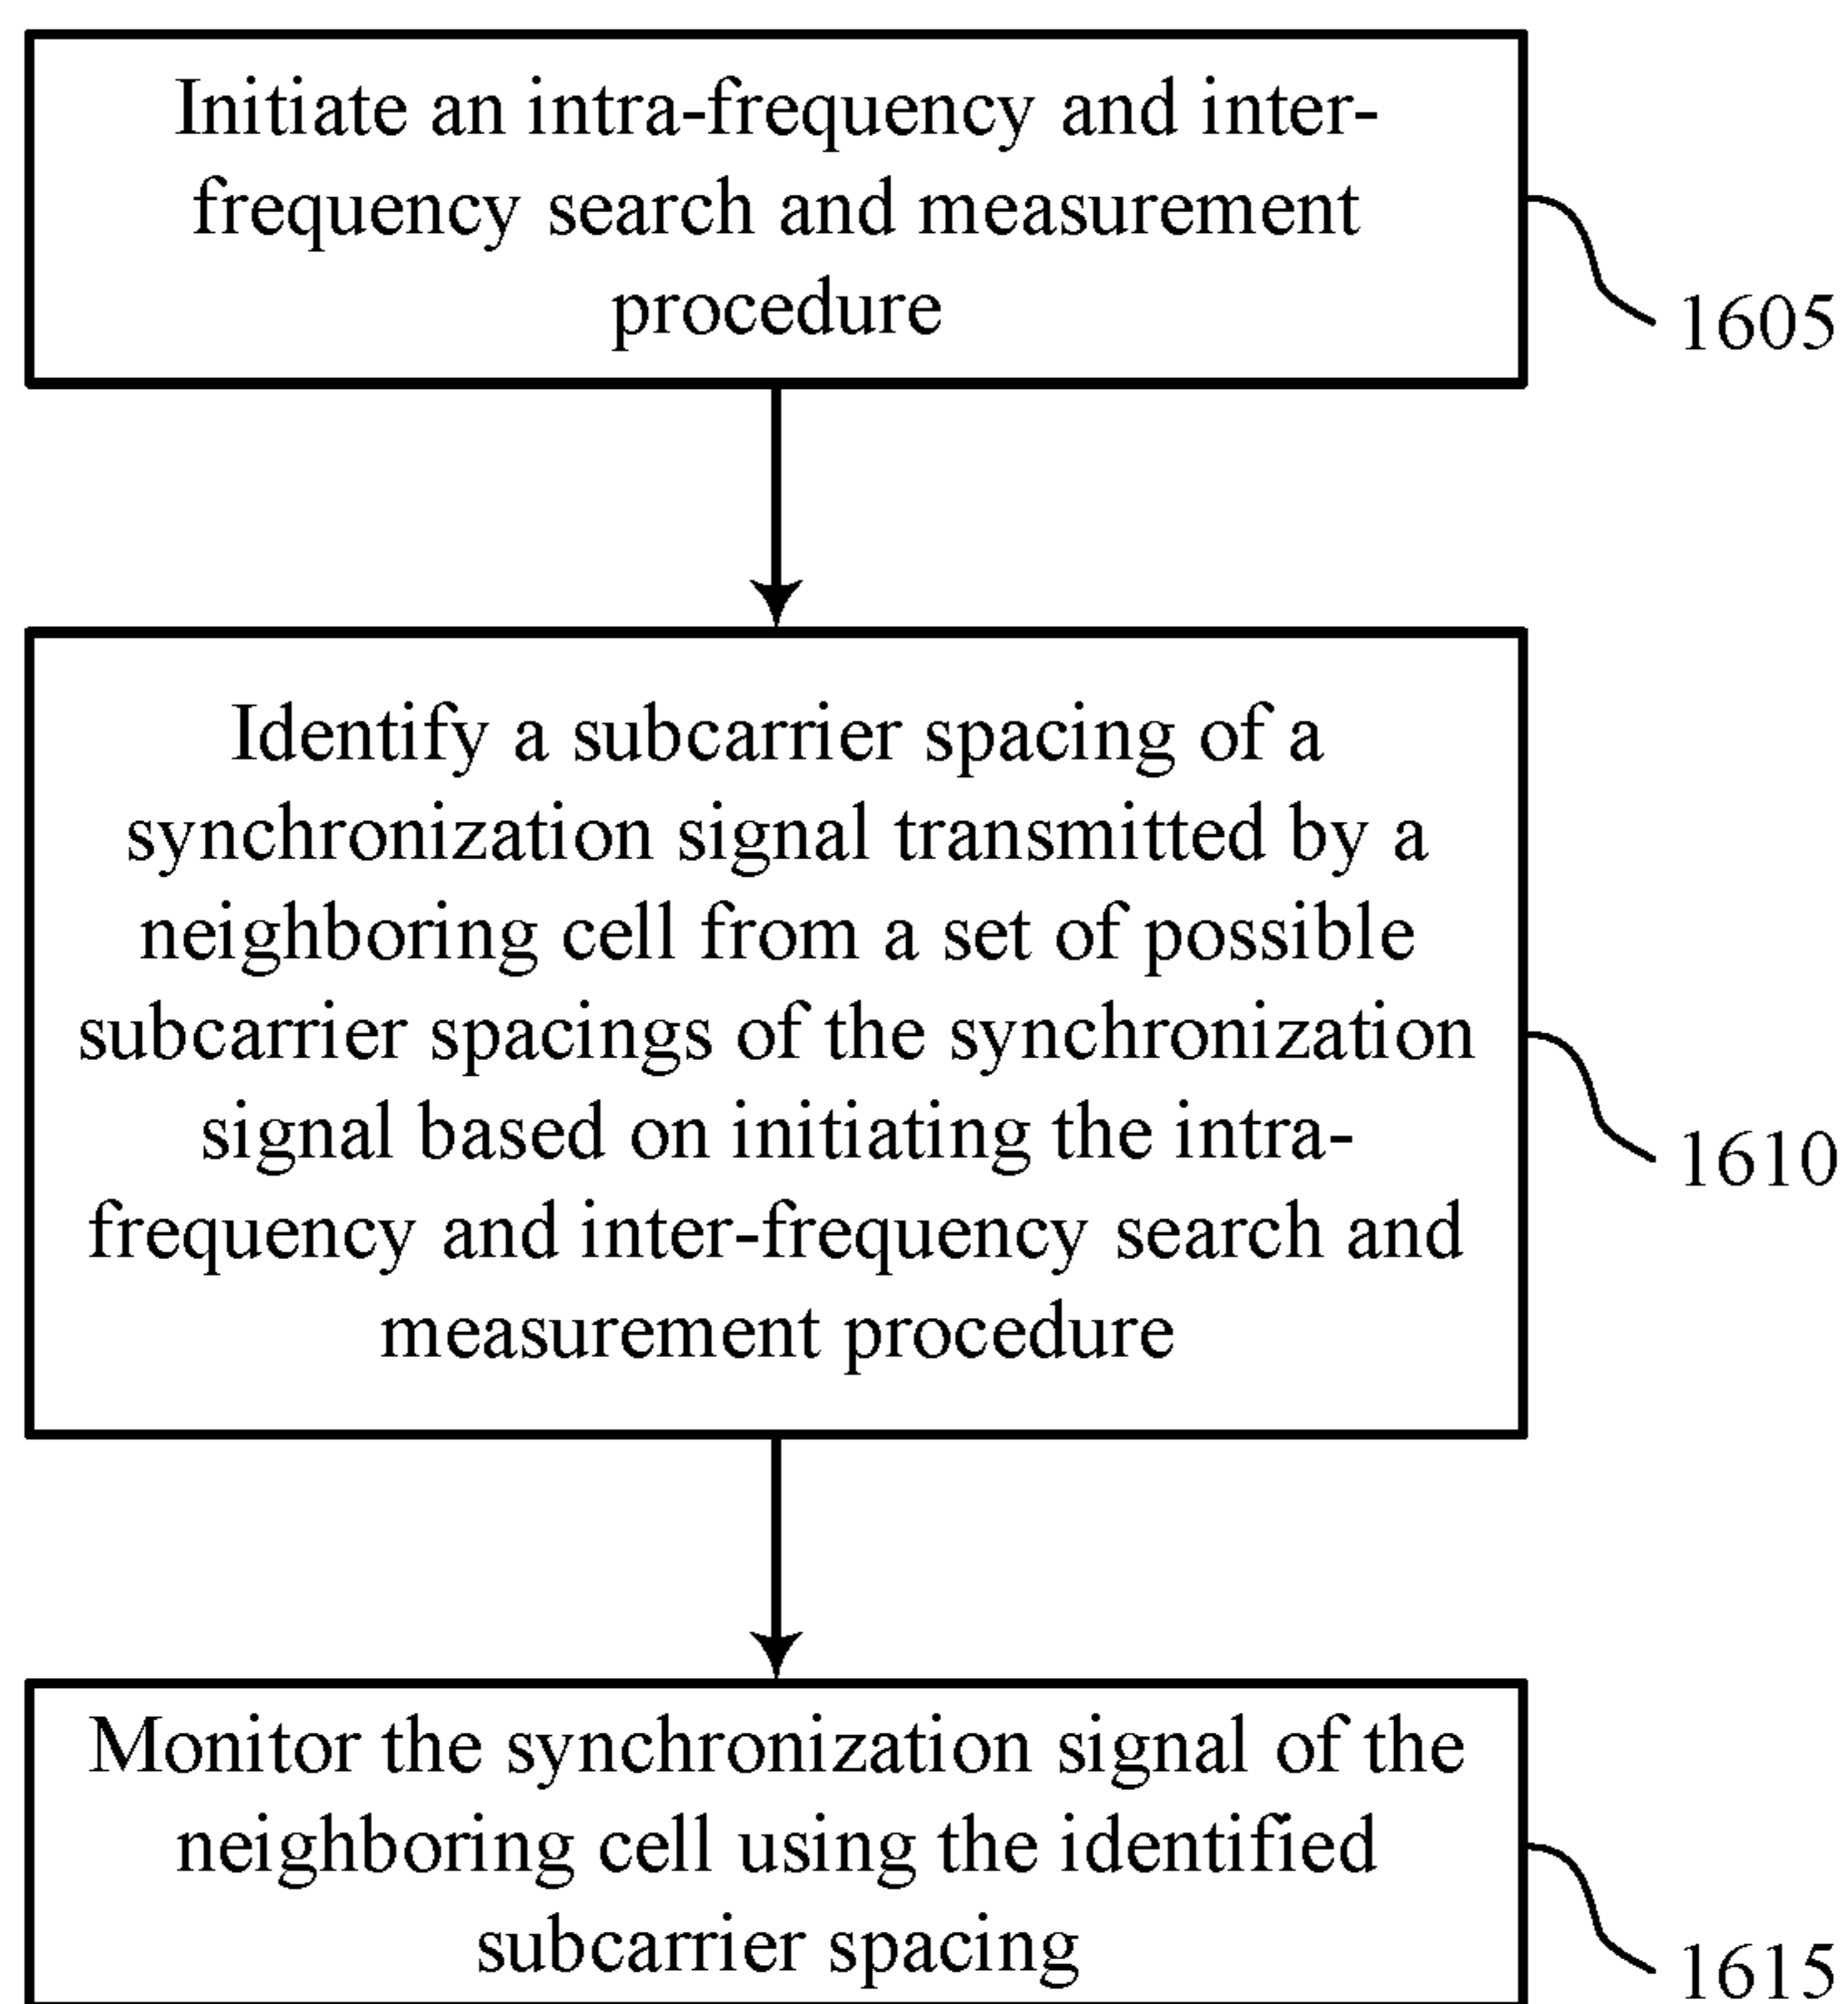 Initiate an intra-frequency and inter-
frequency search and measurement
procedure
1605
Identify a subcarrier spacing of a
synchronization signal transmitted by a
neighboring cell from a set of possible
subcarrier spacings of the synchronization
signal based on initiating the intra-
frequency and inter-frequency search and
measurement procedure
1610
Monitor the synchronization signal of the
neighboring cell using the identified
subcarrier spacing
1615